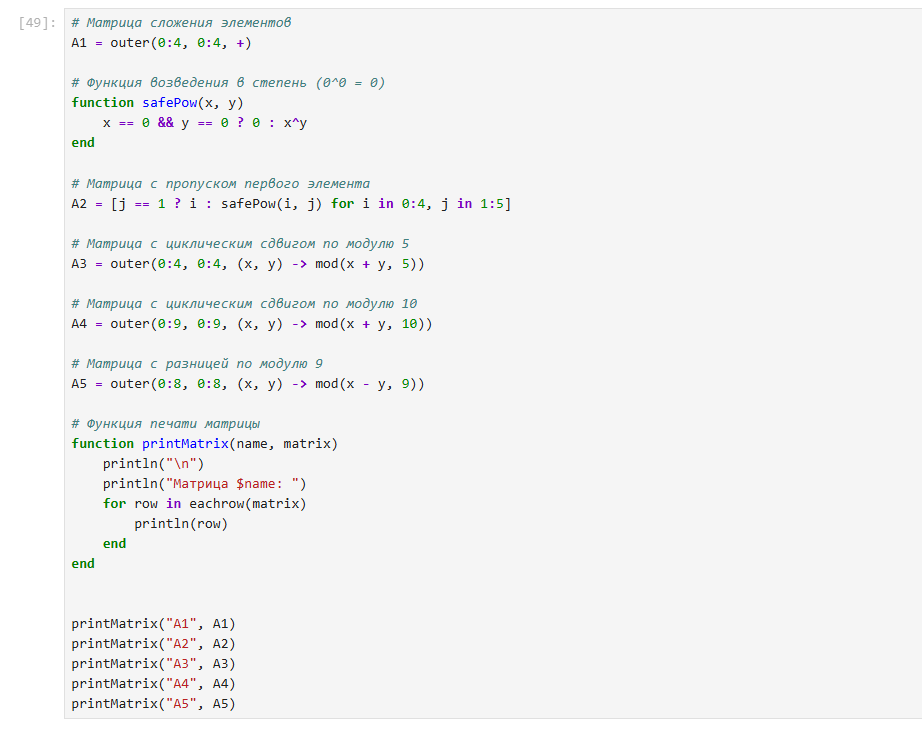 [49]:
# Матрица сложения элементов
A1 = outer(0:4, 0:4, +)
# Функция возведения в степень (0^0 = 0)
function safePow(x, y)
    x == 0 && y == 0 ? 0 : x^y
end
# Матрица с пропуском первого элемента
A2 = [j == 1 ? i : safePow(i, j) for i in 0:4, j in 1:5]
# Матрица с циклическим сдвигом по модулю 5
A3 = outer(0:4, 0:4, (x, y) -> mod(x + y, 5))
# Матрица с циклическим сдвигом по модулю 10
A4 = outer(0:9, 0:9, (x, y) -> mod(x + y, 10))
# Матрица с разницей по модулю 9
A5 = outer(0:8, 0:8, (x, y) -> mod(x - y, 9))
# Функция печати матрицы
function printMatrix(name, matrix)
    println("\n")
    println("Матрица $name: ")
    for row in eachrow(matrix)
        println(row)
    end
end
printMatrix("A1", A1)
printMatrix("A2", A2)
printMatrix("A3", A3)
printMatrix("A4", A4)
printMatrix("A5", A5)